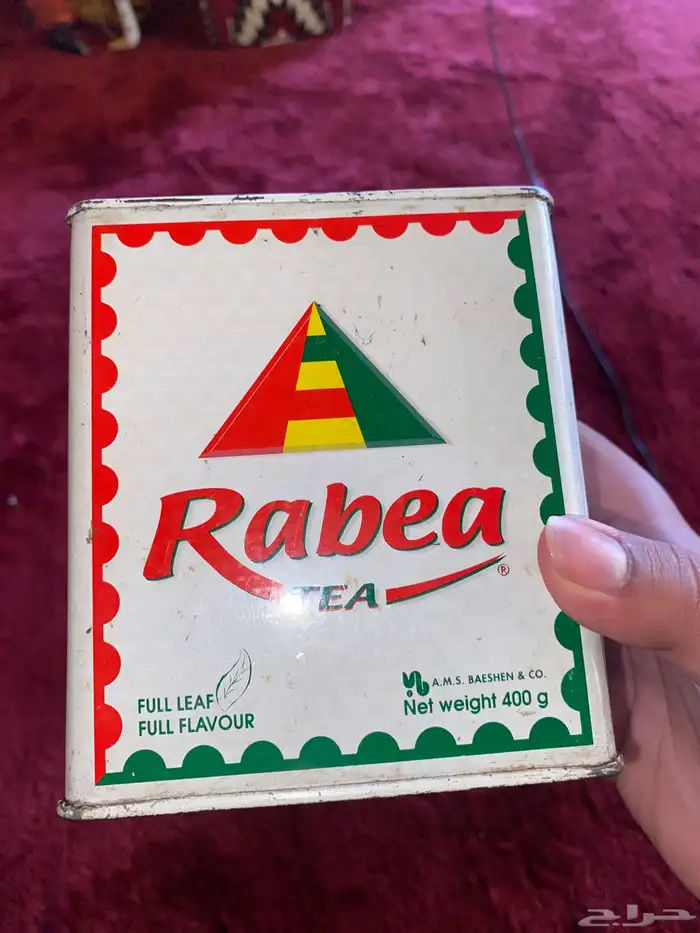 Rabea
TEA
®
FULL LEAF
FULL FLAVOUR
A.M.S. BAESHEN & CO.
Net weight 400 g
حراج